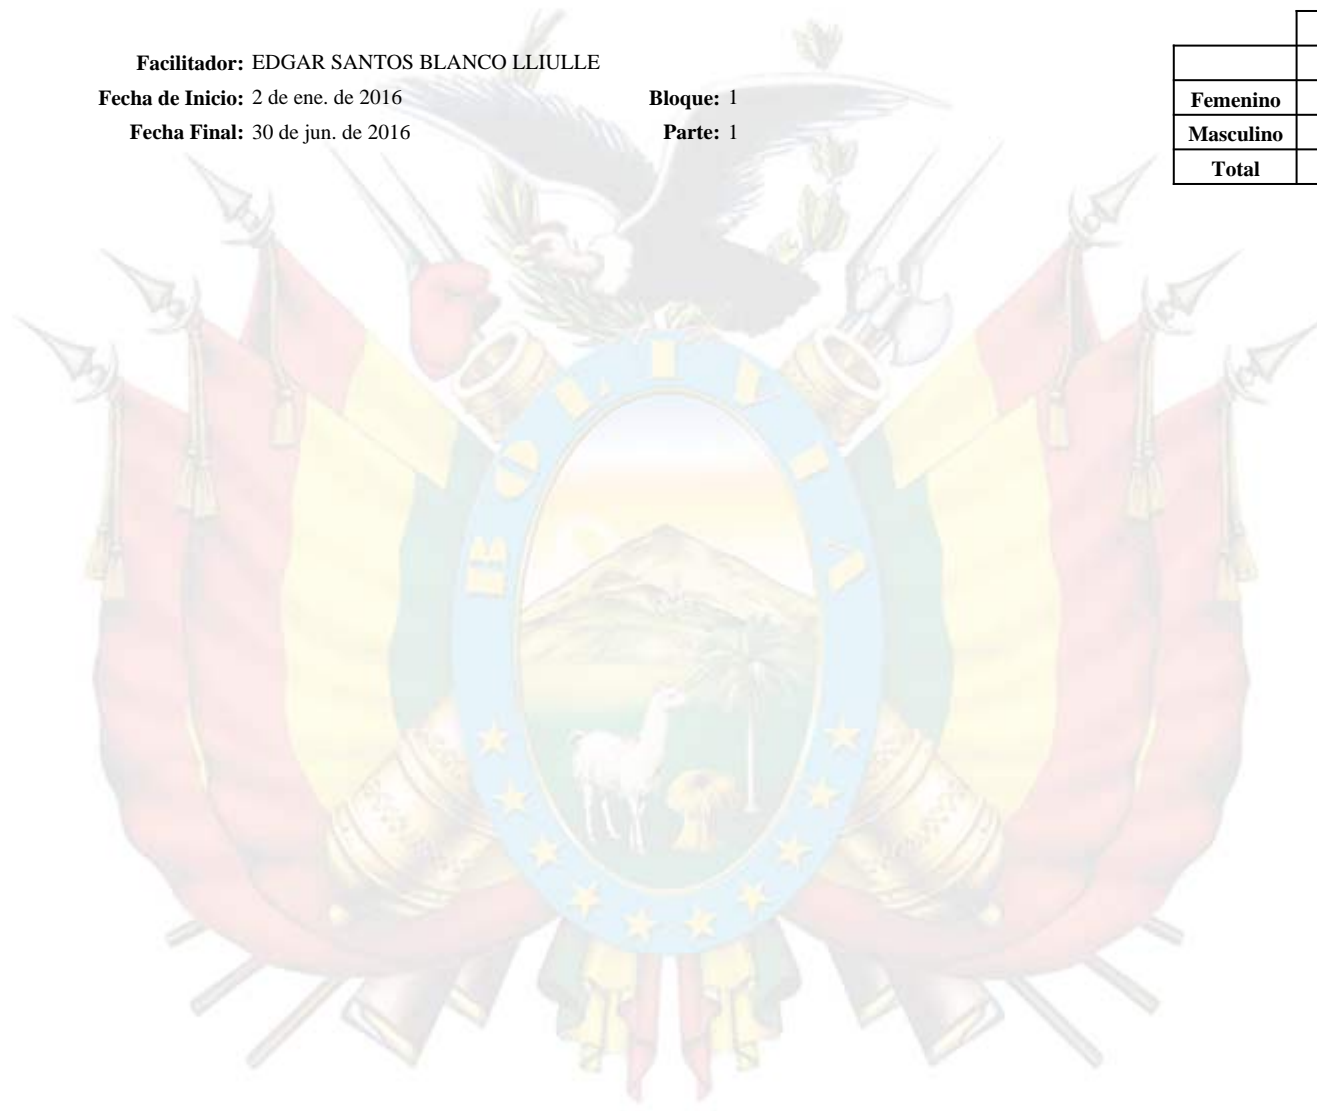 Facilitador: EDGAR SANTOS BLANCO LLIULLE
Fecha de Inicio: 2 de ene. de 2016 Bloque: 1
Fecha Final: 30 de jun. de 2016 Parte: 1
Femenino
Masculino
Total
BOLIVIA